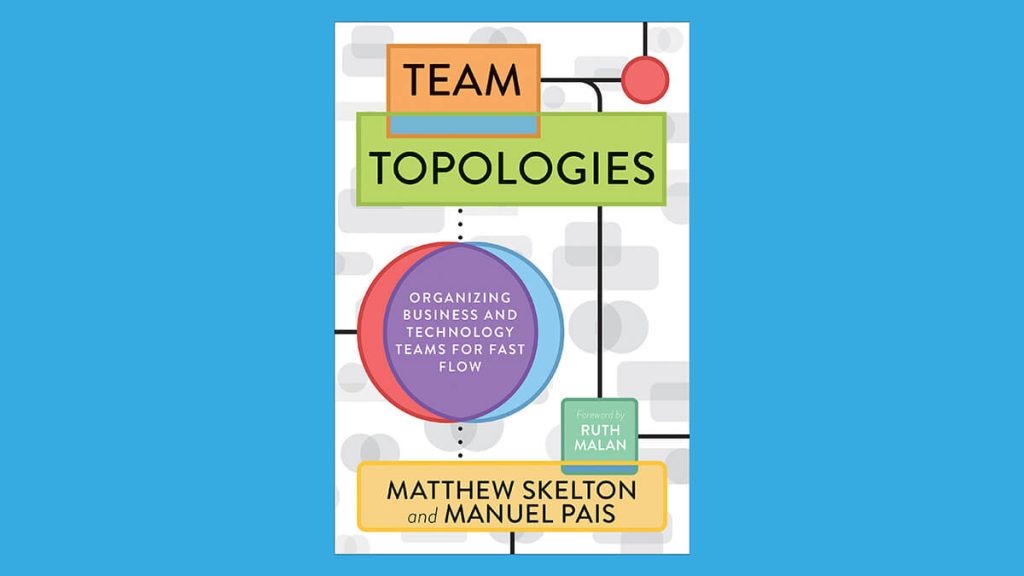 TEAM
TOPOLOGIES
ORGANIZING
BUSINESS AND
TECHNOLOGY
TEAMS FOR FAST
FLOW
Foreword by
RUTH
MALAN
MATTHEW SKELTON
and MANUEL PAIS